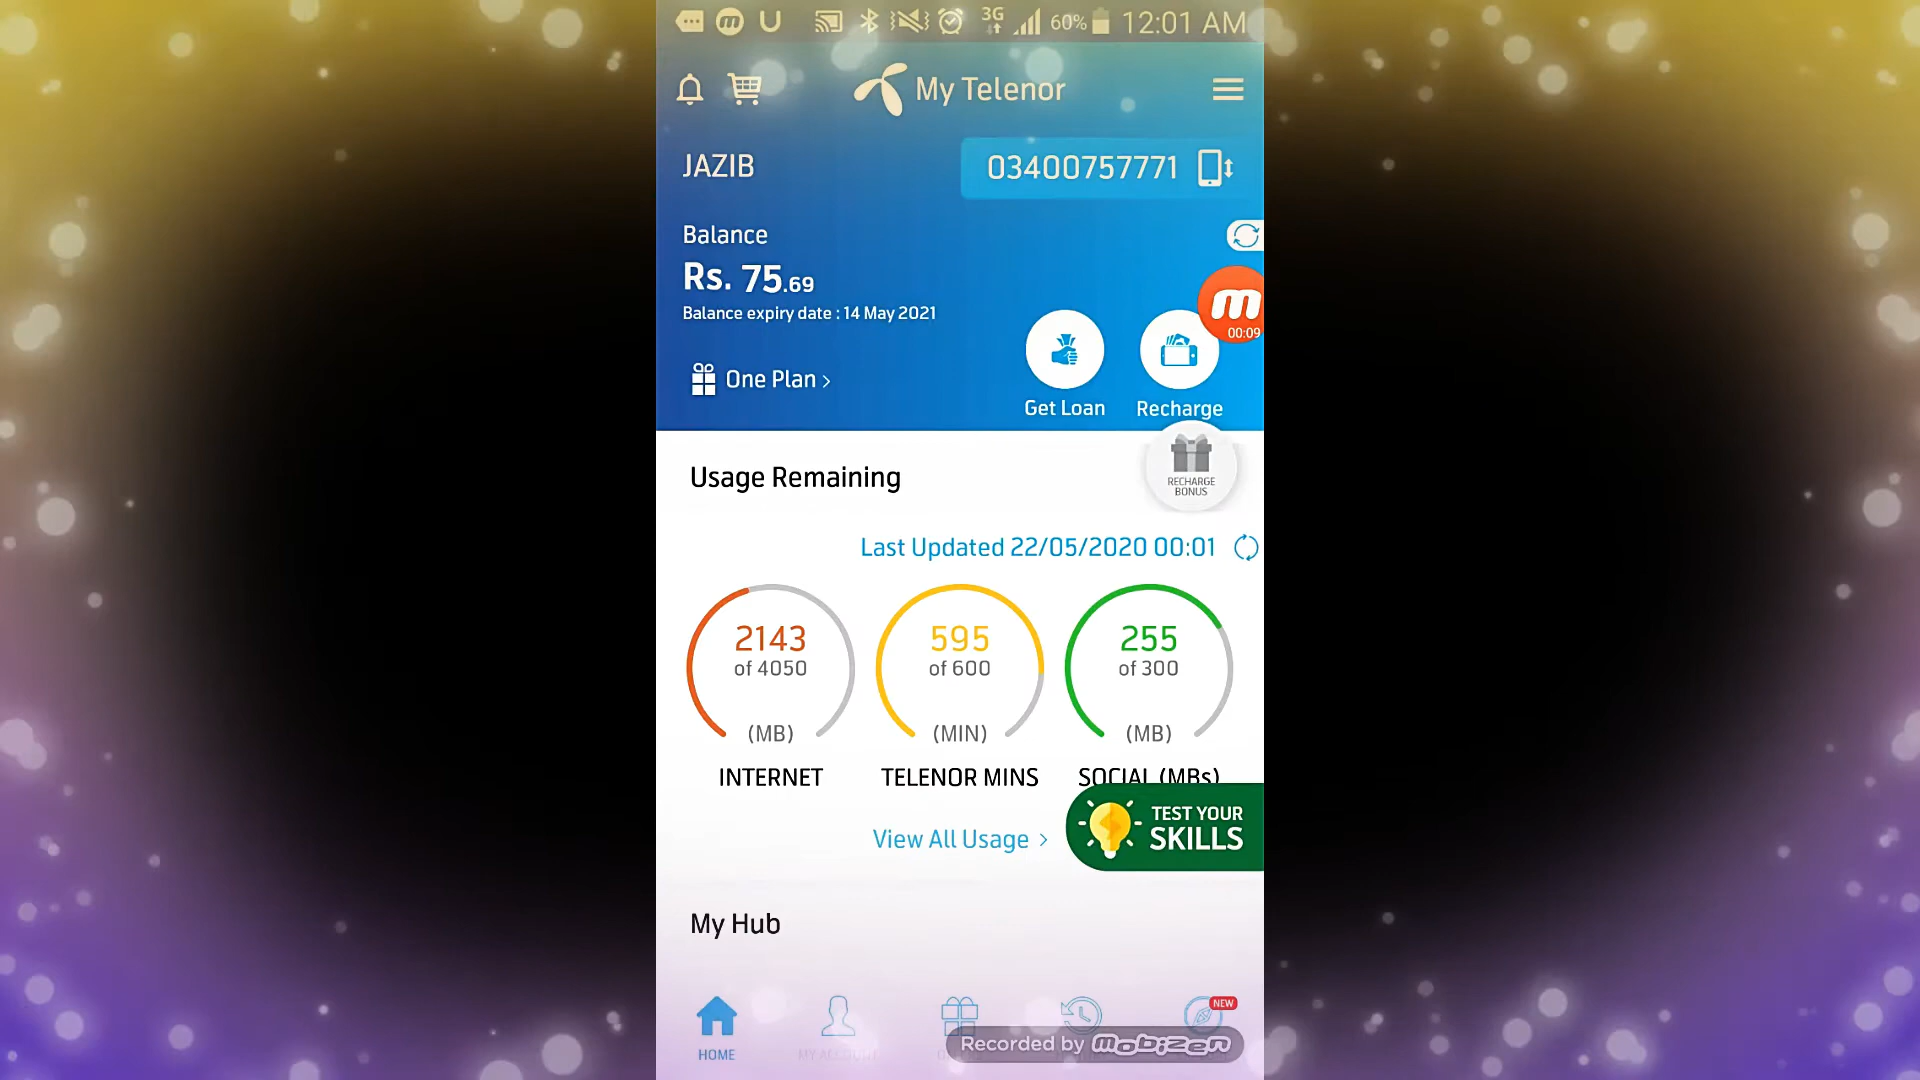 3G 60% 12:01 AM
My Telenor
JAZIB
03400757771
Balance
Rs. 75.69
Balance expiry date : 14 May 2021
m
00:09
One Plan >
Get Loan
Recharge
Usage Remaining
RECHARGE
BONUS
Last Updated 22/05/2020 00:01
2143
of 4050
(MB)
INTERNET
595
of 600
(MIN)
TELENOR MINS
255
of 300
(MB)
SOCIAL (MBs)
View All Usage >
TEST YOUR
SKILLS
My Hub
NEW
HOME
MY ACCOUNT
Recorded by mobizen